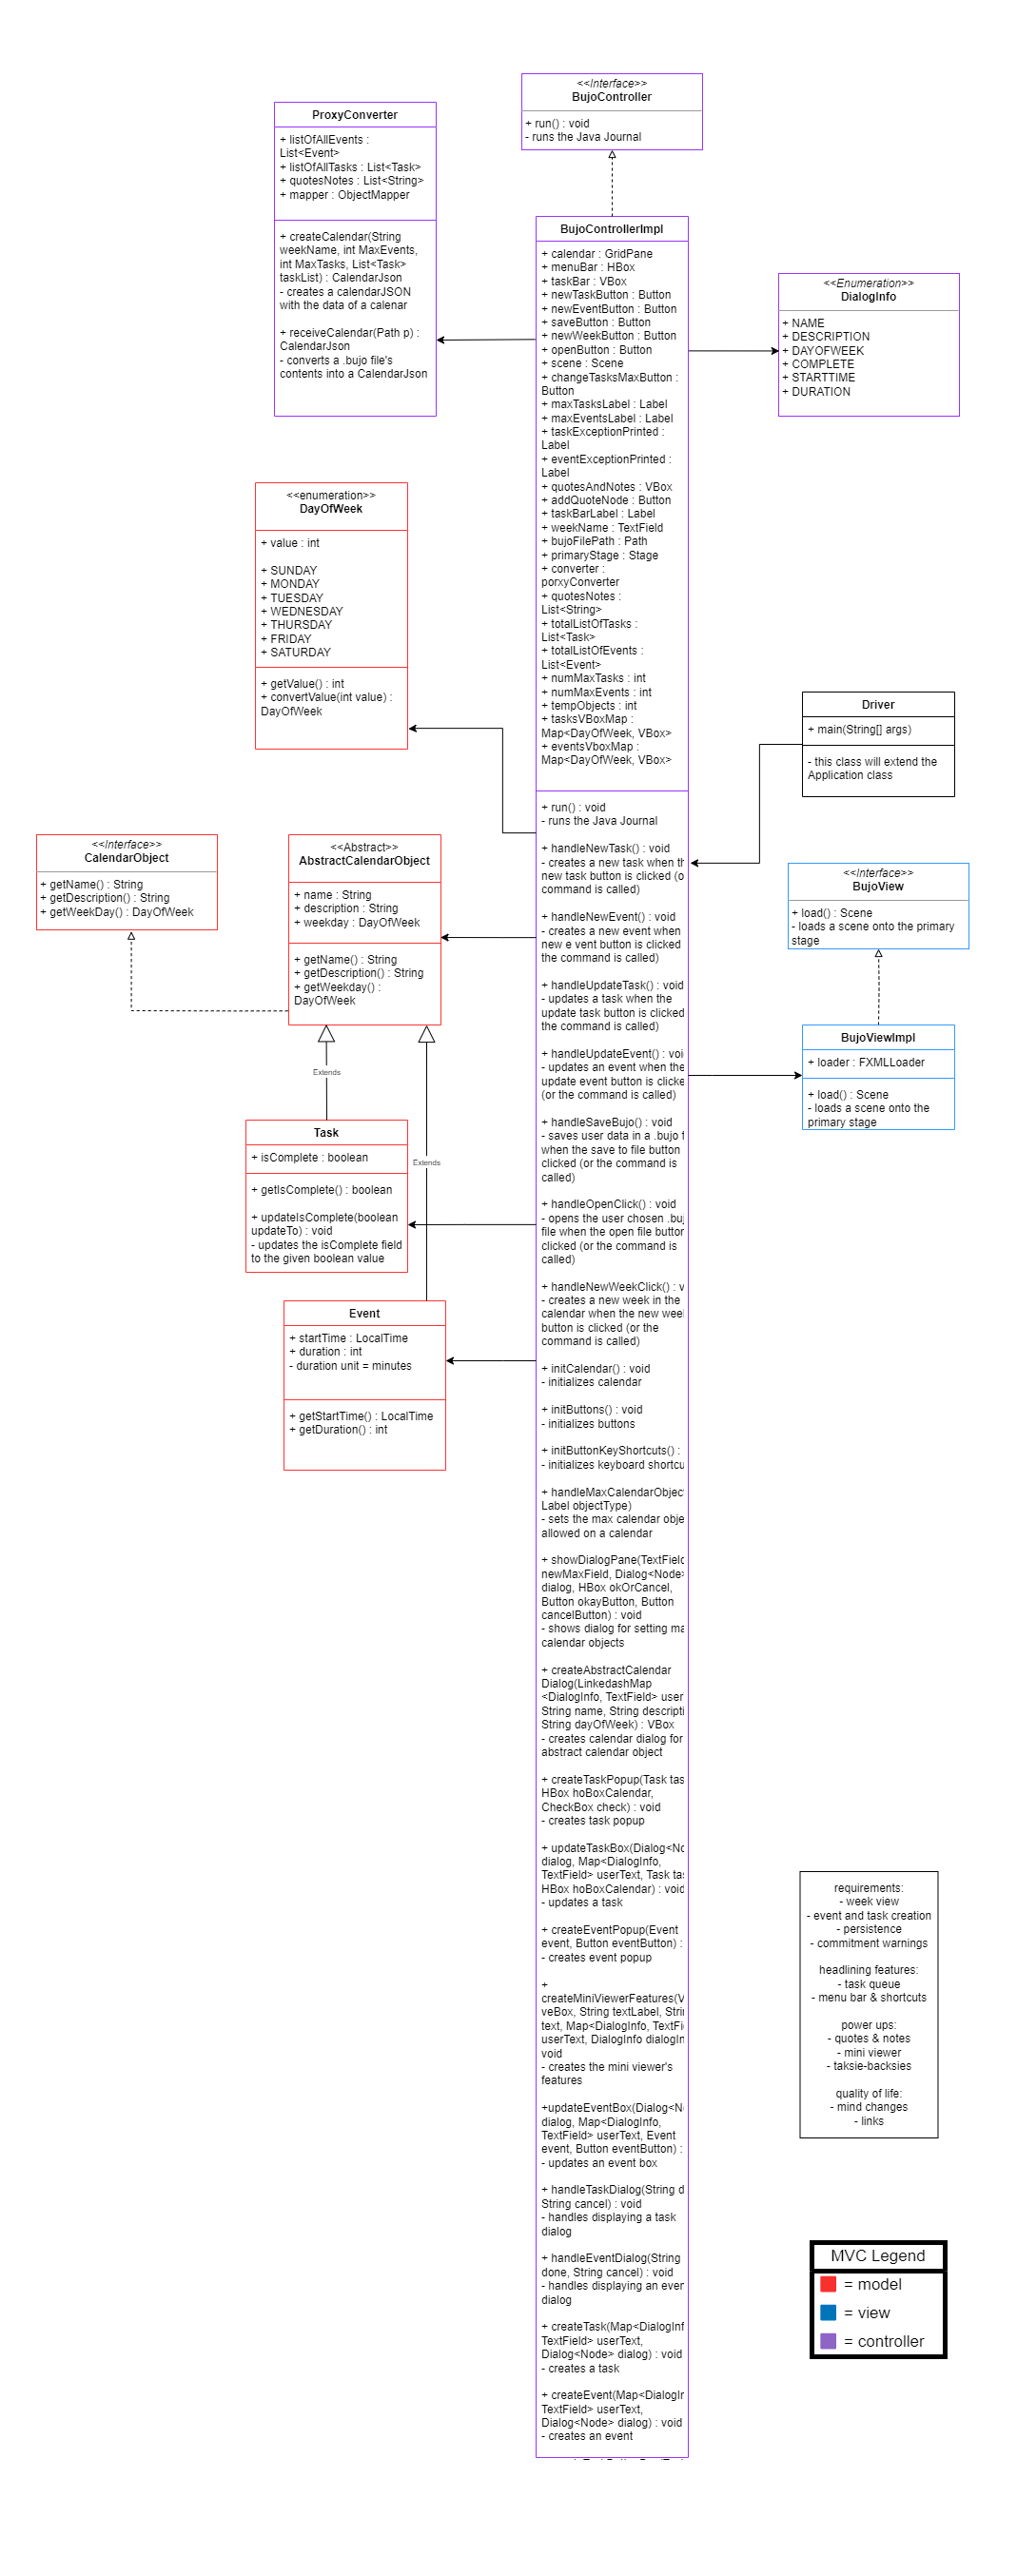 <<Interface>>
BujoController
+ run() : void
- runs the Java Journal
ProxyConverter
+ listOfAllEvents :
List<Event>
+ listOfAllTasks : List<Task>
+ quotesNotes : List<String>
+ mapper : ObjectMapper
+ createCalendar(String
weekName, int MaxEvents,
int MaxTasks, List<Task>
taskList) : CalendarJson
- creates a calendarJSON
with the data of a calenar
+ receiveCalendar(Path p) :
CalendarJson
- converts a .bujo file's
contents into a CalendarJson
BujoControllerImpl
+ calendar : GridPane
+ menuBar : HBox
+ taskBar : VBox
+ newTaskButton : Button
+ newEventButton : Button
+ saveButton : Button
+ newWeekButton : Button
+ openButton : Button
+ scene : Scene
+ changeTasksMaxButton :
Button
+ maxTasksLabel : Label
+ maxEventsLabel : Label
+ taskExceptionPrinted :
Label
+ eventExceptionPrinted :
Label
+ quotesAndNotes : VBox
+ addQuoteNode : Button
+ taskBarLabel : Label
+ weekName : TextField
+ bujoFilePath : Path
+ primaryStage : Stage
+ converter :
porxyConverter
+ quotesNotes :
List<String>
+ totalListOfTasks :
List<Task>
+ totalListOfEvents :
List<Event>
+ numMaxTasks : int
+ numMaxEvents : int
+ tempObjects : int
+ tasksVBoxMap :
Map<DayOfWeek, VBox>
+ eventsVboxMap :
Map<DayOfWeek, VBox>
+ run() : void
- runs the Java Journal
+ handleNewTask() : void
- creates a new task when th
new task button is clicked (o
command is called)
+ handleNewEvent() : void
- creates a new event when
new e vent button is clicked
the command is called)
+ handleUpdateTask() : void
- updates a task when the
update task button is clicked
the command is called)
+ handleUpdateEvent() : voi
- updates an event when the
update event button is clicke
(or the command is called)
+ handleSaveBujo() : void
- saves user data in a .bujo f
when the save to file button
clicked (or the command is
called)
+ handleOpenClick() : void
- opens the user chosen .buj
file when the open file button
clicked (or the command is
called)
+ handleNewWeekClick() : v
- creates a new week in the
calendar when the new wee
button is clicked (or the
command is called)
+ initCalendar() : void
- initializes calendar
+ initButtons() : void
- initializes buttons
+ initButtonKeyShortcuts() :
- initializes keyboard shortcu
+ handleMaxCalendarObject
Label objectType)
- sets the max calendar obje
allowed on a calendar
+ showDialogPane(TextField
newMaxField, Dialog<Node>
dialog, HBox okOrCancel,
Button okayButton, Button
cancelButton) : void
- shows dialog for setting ma
calendar objects
+ createAbstractCalendar
Dialog(LinkedashMap
<DialogInfo, TextField> user
String name, String descripti
String dayOfWeek) : VBox
- creates calendar dialog for
abstract calendar object
+ createTaskPopup(Task tas
HBox hoBoxCalendar,
CheckBox check) : void
- creates task popup
+ updateTaskBox(Dialog<No
dialog, Map<DialogInfo,
TextField> userText, Task tas
HBox hoBoxCalendar) : void
- updates a task
+ createEventPopup(Event
event, Button eventButton) :
- creates event popup
+
createMiniViewerFeatures(V
veBox, String textLabel, Strin
text, Map<DialogInfo, TextFi
userText, DialogInfo dialogIn
void
- creates the mini viewer's
features
+updateEventBox(Dialog<No
dialog, Map<DialogInfo,
TextField> userText, Event
event, Button eventButton) :
- updates an event box
+ handleTaskDialog(String d
String cancel) : void
- handles displaying a task
dialog
+ handleEventDialog(String
done, String cancel) : void
- handles displaying an even
dialog
+ createTask(Map<DialogInf
TextField> userText,
Dialog<Node> dialog) : void
- creates a task
+ createEvent(Map<DialogIn
TextField> userText,
Dialog<Node> dialog) : void
- creates an event
<<Enumeration>>
DialogInfo
+ NAME
+ DESCRIPTION
+ DAYOFWEEK
+ COMPLETE
+ STARTTIME
+ DURATION
<<enumeration>>
DayOfWeek
+ value : int
+ SUNDAY
+ MONDAY
+ TUESDAY
+ WEDNESDAY
+ THURSDAY
+ FRIDAY
+ SATURDAY
+ getValue() : int
+ convertValue(int value) :
DayOfWeek
Driver
+ main(String[] args)
- this class will extend the
Application class
<<Interface>>
CalendarObject
+ getName() : String
+ getDescription() : String
+ getWeekDay() : DayOfWeek
<<Abstract>>
AbstractCalendarObject
+ name : String
+ description : String
+ weekday : DayOfWeek
+ getName() : String
+ getDescription() : String
+ getWeekday() :
DayOfWeek
<<Interface>>
BujoView
+ load() : Scene
- loads a scene onto the primary
stage
BujoViewImpl
+ loader : FXMLLoader
+ load() : Scene
- loads a scene onto the
primary stage
Extends
Extends
Task
+ isComplete : boolean
+ getIsComplete() : boolean
+ updateIsComplete(boolean
updateTo) : void
- updates the isComplete field
to the given boolean value
Event
+ startTime : LocalTime
+ duration : int
- duration unit = minutes
+ getStartTime() : LocalTime
+ getDuration() : int
requirements:
- week view
- event and task creation
- persistence
- commitment warnings
headlining features:
- task queue
- menu bar & shortcuts
power ups:
- quotes & notes
- mini viewer
- taksie-backsies
quality of life:
- mind changes
- links
MVC Legend
= model
= view
= controller